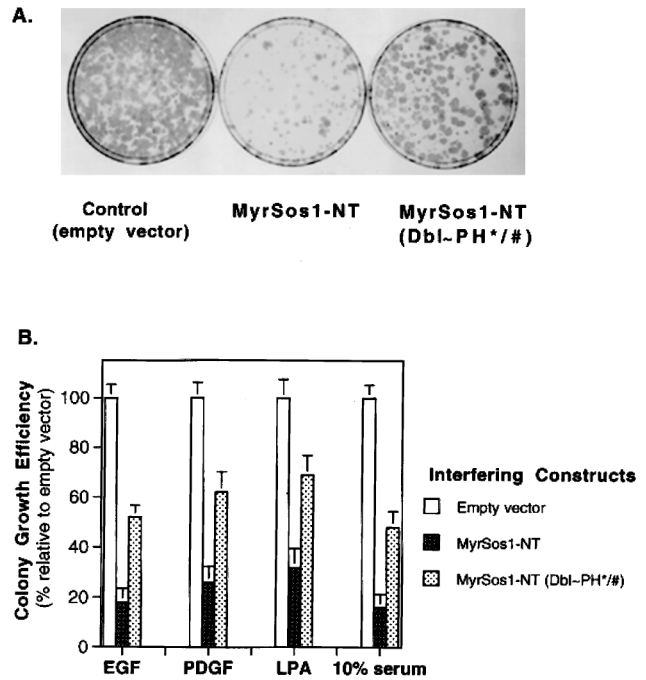 A.
Control
(empty vector)
MyrSos1-NT
MyrSos1-NT
(Dbl~PH*/#)
B.
Colony Growth Efficiency
(% relative to empty vector)
100
80
60
40
20
0
EGF
PDGF
LPA
10% serum
Interfering Constructs
Empty vector
MyrSos1-NT
MyrSos1-NT (Dbl~PH*/#)